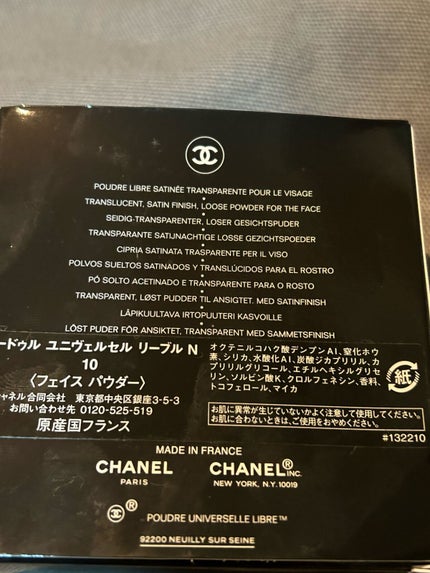 POUDRE LIBRE SATINÉE TRANSPARENTE POUR LE VISAGE
TRANSLUCENT, SATIN FINISH, LOOSE POWDER FOR THE FACE
SEIDIG-TRANSPARENTER, LOSER GESICHTSPUDER
TRANSPARANTE SATIJNACHTIGE LOSSE GEZICHTSPOEDER
CIPRIA SATINATA TRASPARENTE PER IL VISO
POLVOS SUELTOS SATINADOS Y TRANSLÚCIDOS PARA EL ROSTRO
PÓ SOLTO ACETINADO E TRANSPARENTE PARA O ROSTO
TRANSPARENT, LØST PUDDER TIL ANSIGTET. MED SATINFINISH
LÄPIKUULTAVA IRTOPUUTERI KASVOILLE
LÖST PUDER FÖR ANSIKTET, TRANSPARENT MED SAMMETSFINISH
ードゥル ユニヴェルセル リーブル N
10
〈フェイス パウダー〉
ャネル合同会社 東京都中央区銀座3-5-3
お問い合わせ先 0120-525-519
原産国フランス
オクテニルコハク酸デンプンAl、窒化ホウ
素、シリカ、水酸化Al、炭酸ジカプリリル、カ
プリリルグリコール、エチルヘキシルグリセ
リン、ソルビン酸K、クロルフェネシン、香料、
トコフェロール、マイカ
紙
お肌に異常が生じていないかよく注意して使用してください。
お肌に合わないときは、ご使用をおやめください。
#132210
MADE IN FRANCE
CHANEL CHANEL® INC.
PARIS NEW YORK, N.Y. 10019
® POUDRE UNIVERSELLE LIBRE™
92200 NEUILLY SUR SEINE